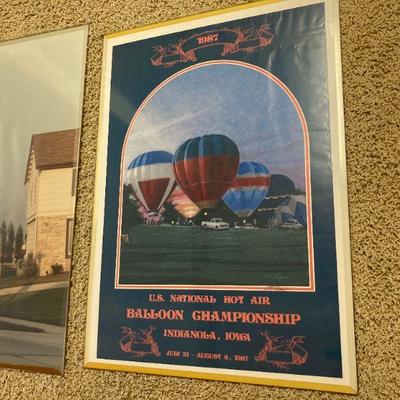 1987
U.S. NATIONAL HOT AIR
BALLOON CHAMPIONSHIP
INDIANOLA, IOWA
JULY 31 - AUGUST 8, 1987